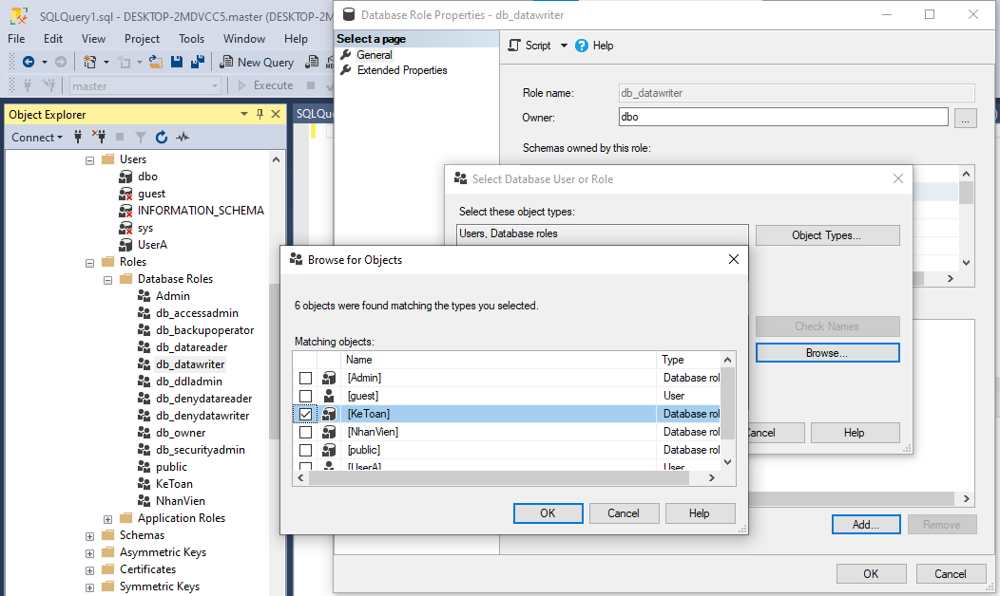 SQLQuery1.sql - DESKTOP-2MDVCC5.master (DESKTOP-2M
File Edit View Project Tools Window Help
New Query
master
Execute
Object Explorer
SQLQu
Connect
Users
dbo
guest
INFORMATION_SCHEMA
sys
UserA
Roles
Database Roles
Admin
db_accessadmin
db_backupoperator
db_datareader
db_datawriter
db_ddladmin
db_denydatareader
db_denydatawriter
db_owner
db_securityadmin
public
KeToan
NhanVien
Application Roles
Schemas
Asymmetric Keys
Certificates
Symmetric Keys
Database Role Properties - db_datawriter
Select a page
General
Extended Properties
Script Help
Role name: db_datawriter
Owner: dbo ...
Schemas owned by this role:
Select Database User or Role
Select these object types:
Users, Database roles Object Types...
Check Names
Browse...
Cancel Help
Browse for Objects
6 objects were found matching the types you selected.
Matching objects:
Name Type
[Admin] Database rol
[guest] User
[KeToan] Database rol
[NhanVien] Database rol
[public] Database rol
[UserA] User
OK Cancel Help
Add... Remove
OK Cancel